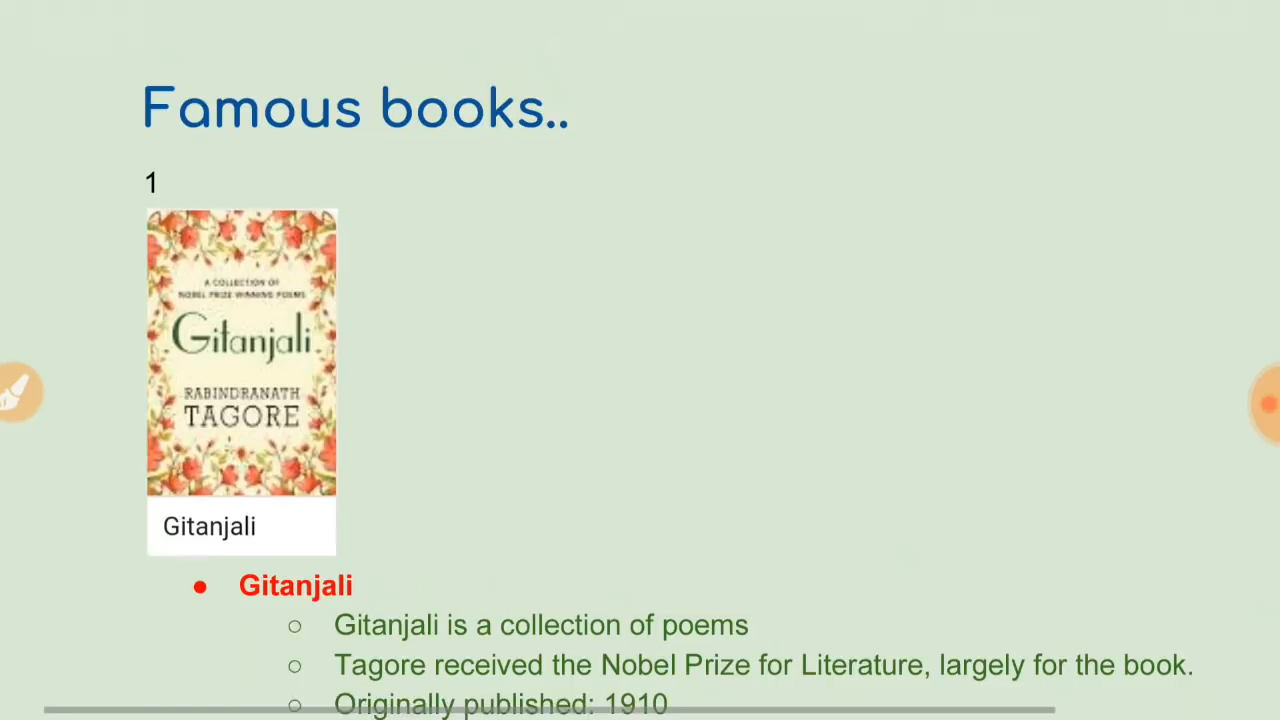 Famous books..
1
A COLLECTION OF
NOBEL PRIZE WINNING POEMS
Gitanjali
RABINDRANATH
TAGORE
Gitanjali
● Gitanjali
○ Gitanjali is a collection of poems
○ Tagore received the Nobel Prize for Literature, largely for the book.
○ Originally published: 1910